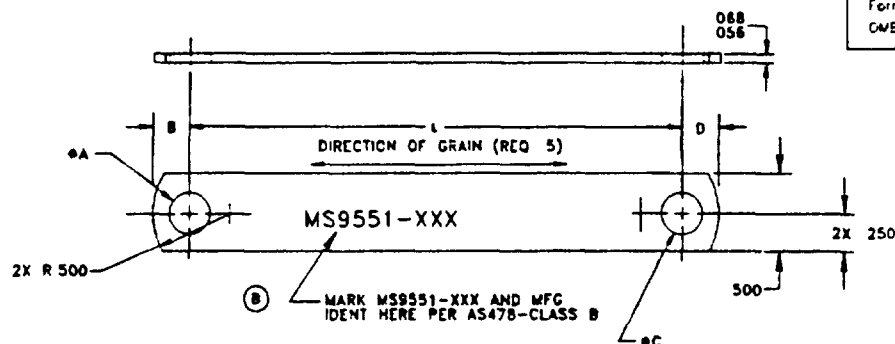 068
056
Form
OMB
B
L
D
DIRECTION OF GRAIN (REQ 5)
øA
MS9551-XXX
2X 250
2X R 500
500
B
MARK MS9551-XXX AND MFG
IDENT HERE PER AS478-CLASS B
øC